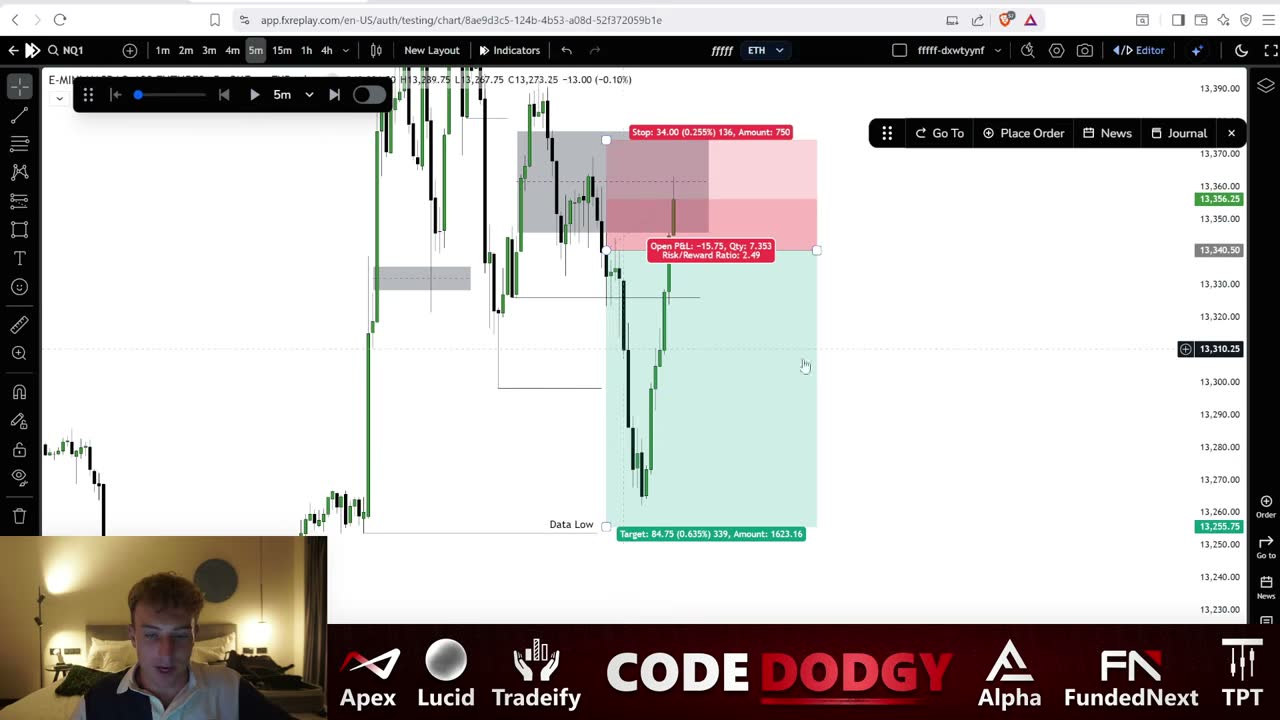 app.fxreplay.com/en-US/auth/testing/chart/8ae9d3c5-124b-4b53-a08d-52f372059b1e
NQ1 1m 2m 3m 4m 5m 15m 1h 4h New Layout Indicators fffff ETH fffff-dxwtyynf Editor
13,267.75 C13,273.25 −13.00 (−0.10%)
5m
Go To Place Order News Journal
Stop: 34.00 (0.255%) 136, Amount: 750
Open P&L: −15.75, Qty: 7.353
Risk/Reward Ratio: 2.49
Data Low
Target: 84.75 (0.635%) 339, Amount: 1623.16
13,390.00
13,370.00
13,360.00
13,356.25
13,350.00
13,340.50
13,330.00
13,320.00
13,310.25
13,300.00
13,290.00
13,280.00
13,270.00
13,260.00
13,255.75
13,250.00
13,240.00
13,230.00
Order
Go to
News
Apex Lucid Tradeify CODE DODGY Alpha FN FundedNext TPT